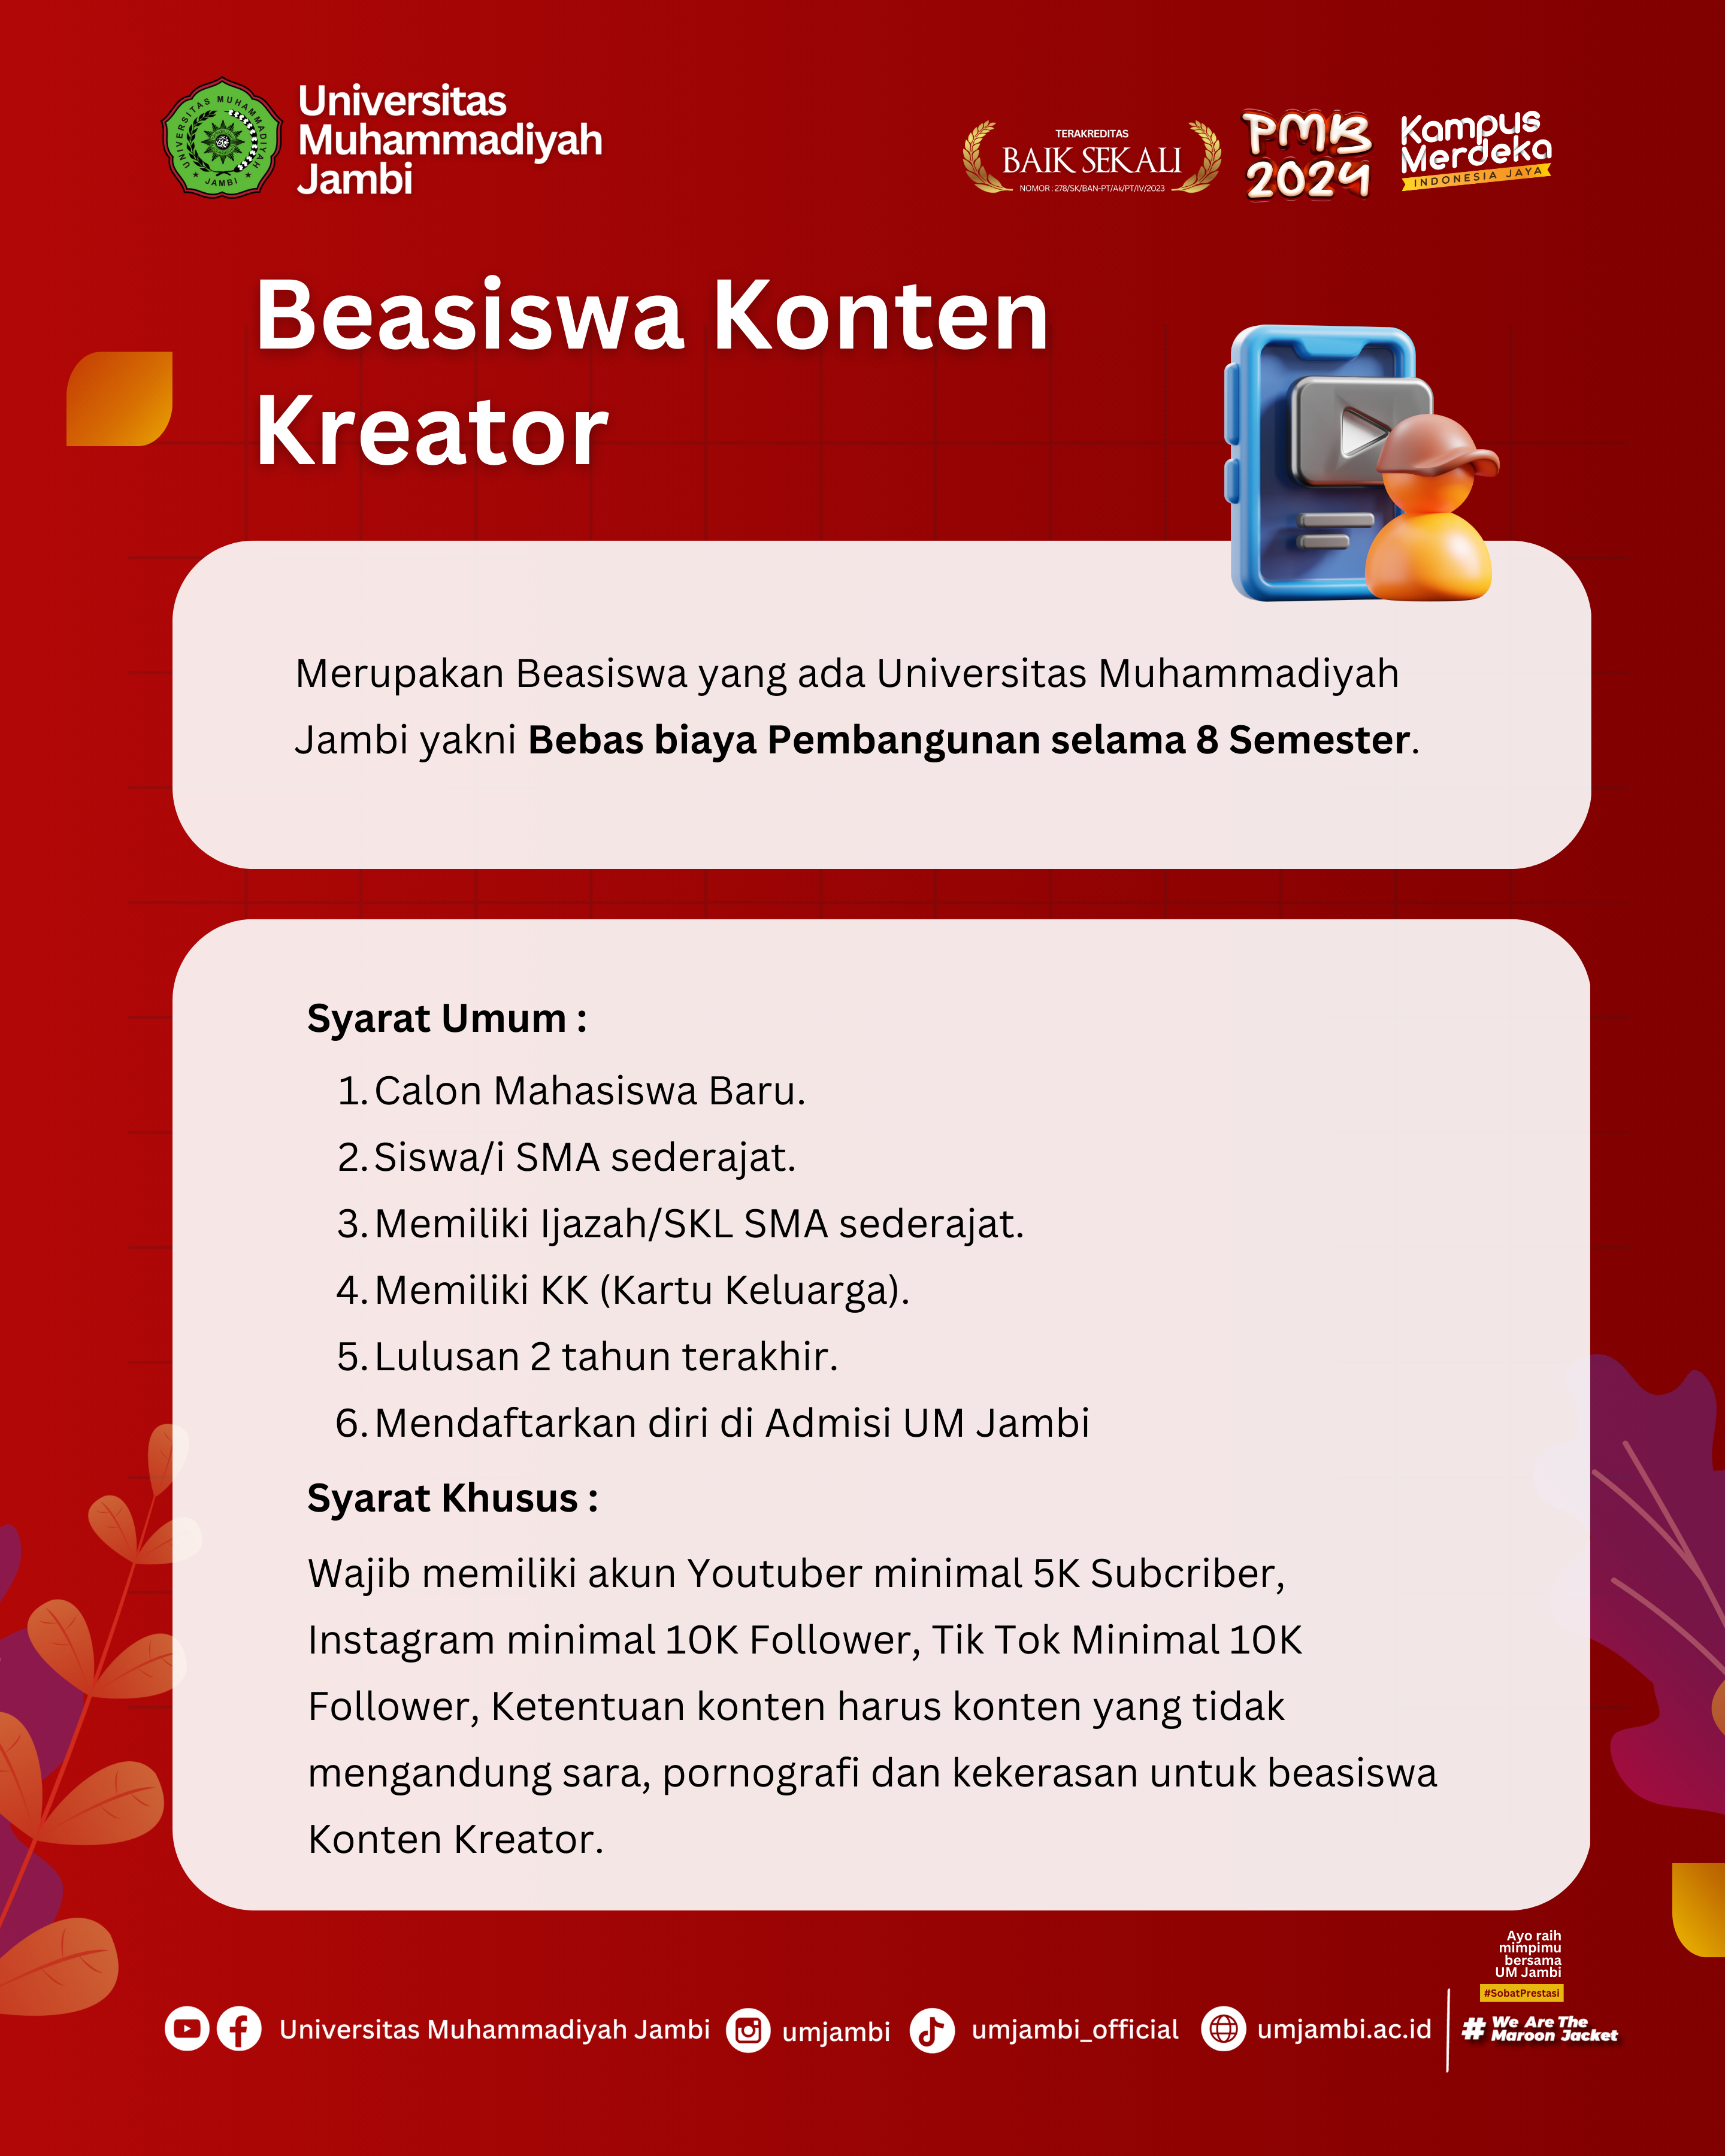 Universitas
Muhammadiyah
Jambi
UNIVERSITAS MUHAMMADIYAH
JAMBI
TERAKREDITAS
BAIK SEKALI
NOMOR : 278/SK/BAN-PT/Ak/PT/IV/2023
PMB
2024
Kampus
Merdeka
INDONESIA JAYA
Beasiswa Konten
Kreator
Merupakan Beasiswa yang ada Universitas Muhammadiyah
Jambi yakni Bebas biaya Pembangunan selama 8 Semester.
Syarat Umum :
1. Calon Mahasiswa Baru.
2. Siswa/i SMA sederajat.
3. Memiliki Ijazah/SKL SMA sederajat.
4. Memiliki KK (Kartu Keluarga).
5. Lulusan 2 tahun terakhir.
6. Mendaftarkan diri di Admisi UM Jambi
Syarat Khusus :
Wajib memiliki akun Youtuber minimal 5K Subcriber,
Instagram minimal 10K Follower, Tik Tok Minimal 10K
Follower, Ketentuan konten harus konten yang tidak
mengandung sara, pornografi dan kekerasan untuk beasiswa
Konten Kreator.
Ayo raih
mimpimu
bersama
UM Jambi
#SobatPrestasi
Universitas Muhammadiyah Jambi
umjambi
umjambi_official
umjambi.ac.id
# We Are The
Maroon Jacket